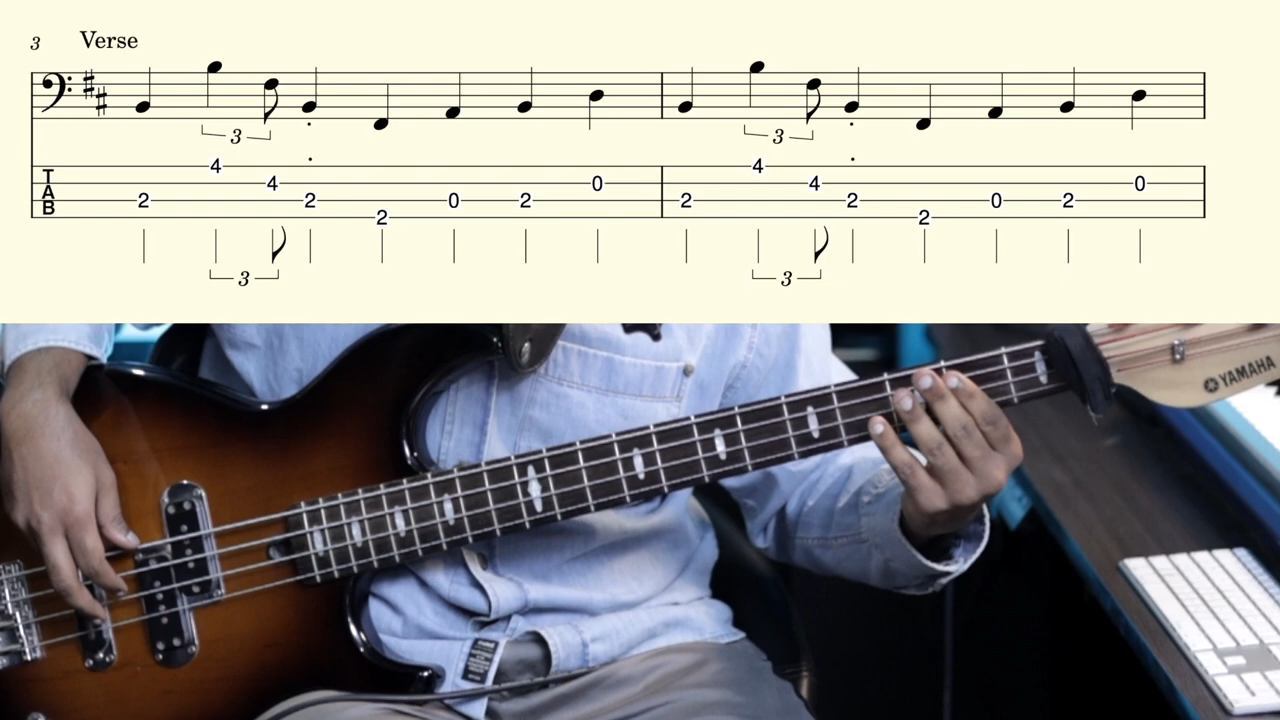 3 Verse
3 3
4 4
T 4 0 4 0
A 2 2 0 2 2 2 0 2
B 2 2
3 3
YAMAHA